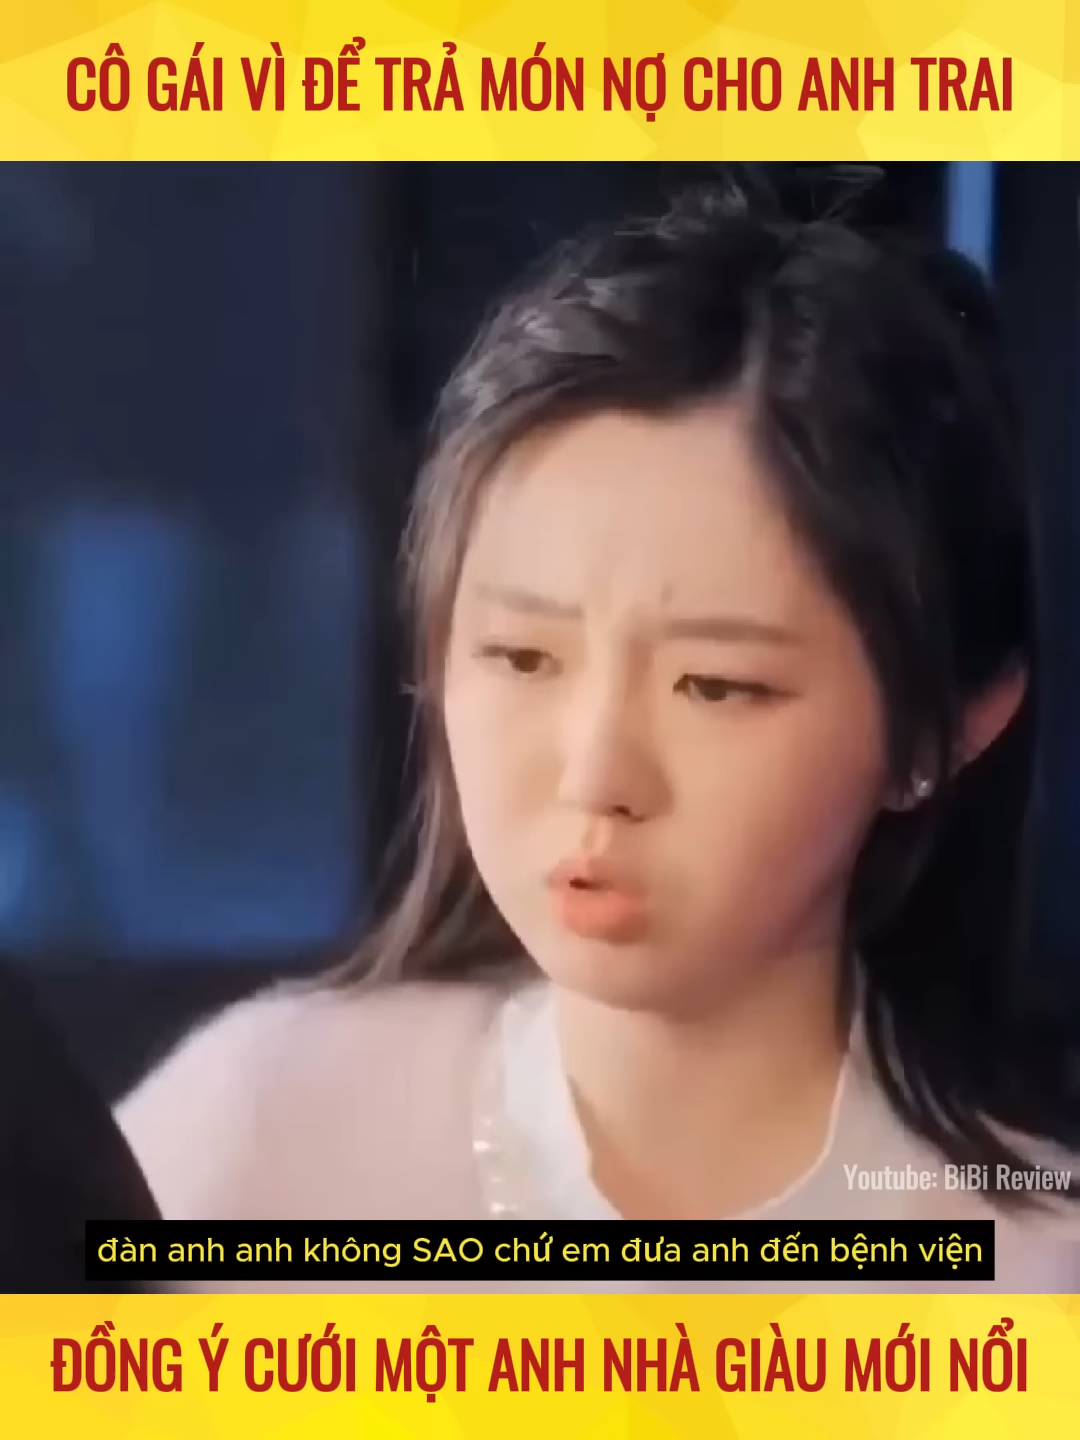 CÔ GÁI VÌ ĐỂ TRẢ MÓN NỢ CHO ANH TRAI
Youtube: BiBi Review
đàn anh anh không SAO chứ em đưa anh đến bệnh viện
ĐỒNG Ý CƯỚI MỘT ANH NHÀ GIÀU MỚI NỔI